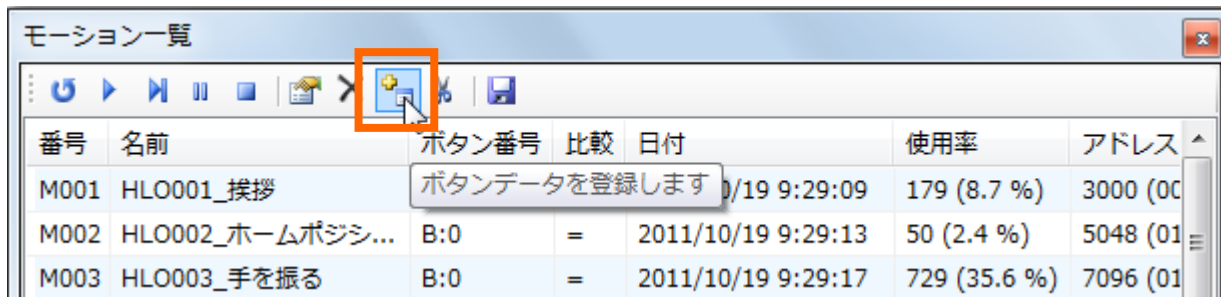 モーション一覧
番号 名前 ボタン番号 比較 日付 使用率 アドレス
ボタンデータを登録します
M001 HLO001_挨拶 0/19 9:29:09 179 (8.7 %) 3000 (00
M002 HLO002_ホームポジシ... B:0 = 2011/10/19 9:29:13 50 (2.4 %) 5048 (01
M003 HLO003_手を振る B:0 = 2011/10/19 9:29:17 729 (35.6 %) 7096 (01